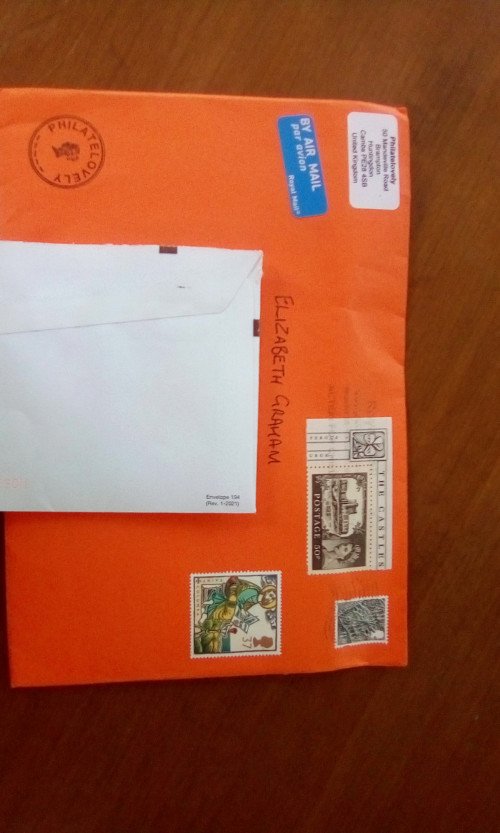 Philatelovely
50 Mandeville Road
Brampton
Huntingdon
Cambs PE28 4SB
United Kingdom
BY AIR MAIL
par avion
Royal Mail®
PHILATELOVELY
ELIZABETH GRAHAM
THE CASTLES
POSTAGE 50P
37
Envelope 194
(Rev. 1-2021)